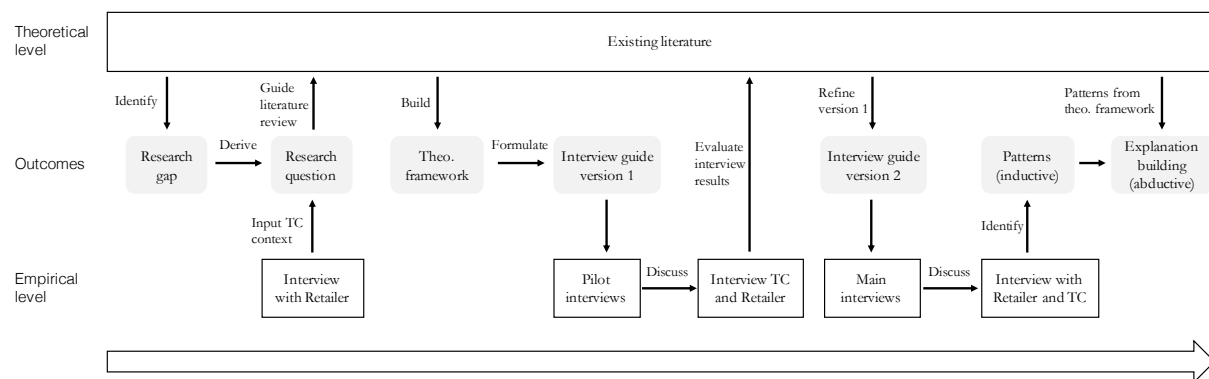 Theoretical
level
Existing literature
Identify
Guide
literature
review
Build
Evaluate
interview
results
Refine
version 1
Patterns from
theo. framework
Outcomes
Research
gap
Derive
Research
question
Theo.
framework
Formulate
Interview guide
version 1
Interview guide
version 2
Patterns
(inductive)
Explanation
building
(abductive)
Input TC
context
Identify
Empirical
level
Interview
with Retailer
Pilot
interviews
Discuss
Interview TC
and Retailer
Main
interviews
Discuss
Interview with
Retailer and TC